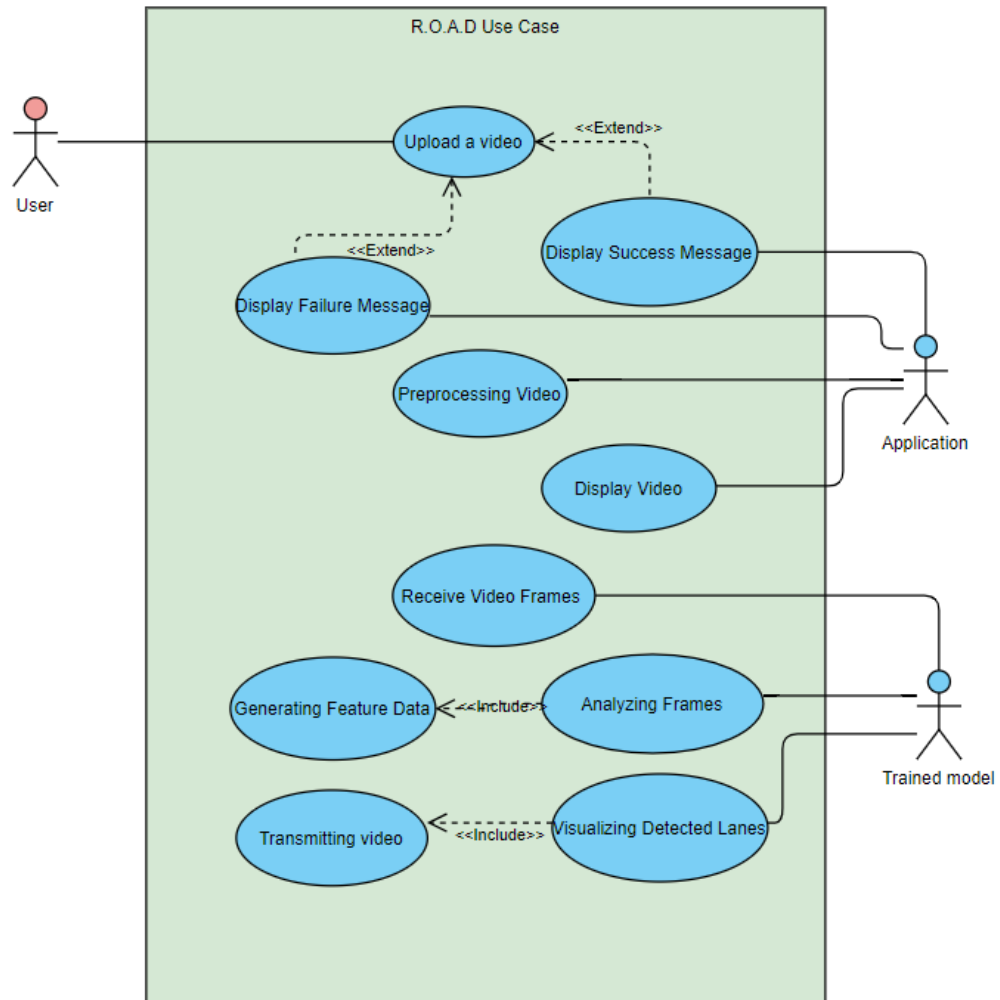 R.O.A.D Use Case
<<Extend>>
Upload a video
User
<<Extend>>
Display Success Message
Display Failure Message
Preprocessing Video
Application
Display Video
Receive Video Frames
Generating Feature Data
<<Include>>
Analyzing Frames
Trained model
Transmitting video
<<Include>>
Visualizing Detected Lanes